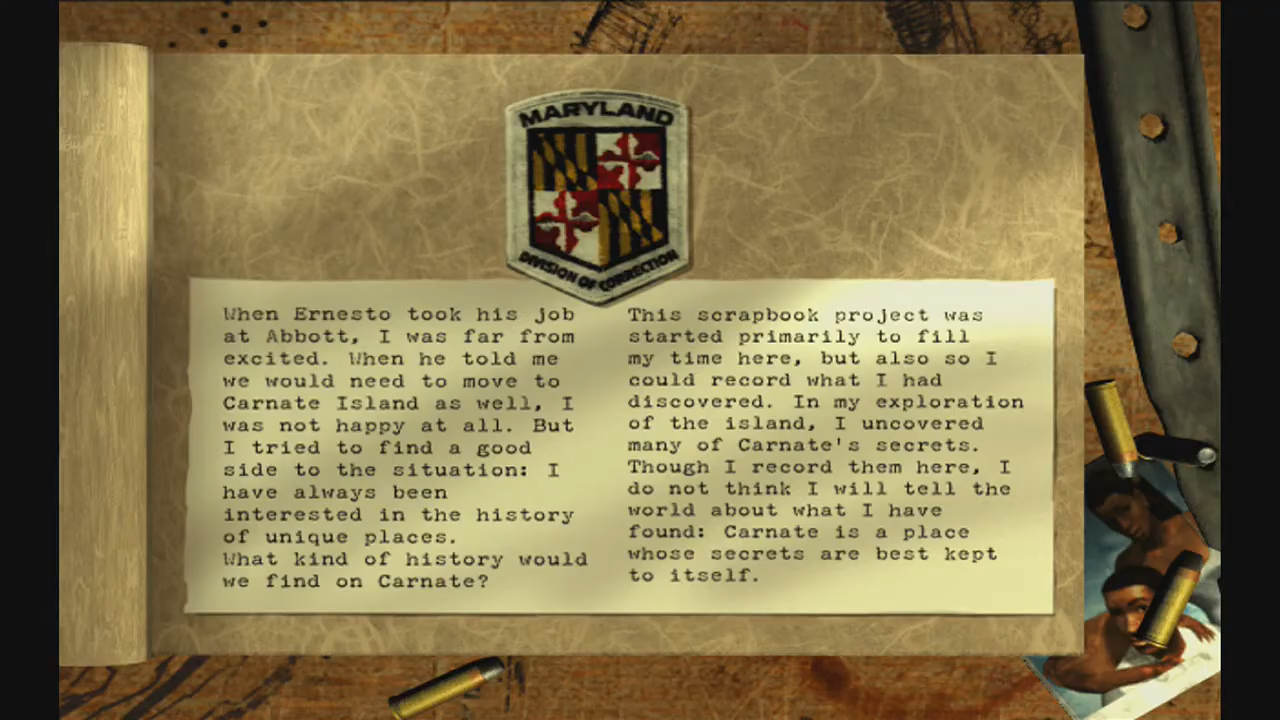 MARYLAND
DIVISION OF CORRECTION
When Ernesto took his job
at Abbott, I was far from
excited. When he told me
we would need to move to
Carnate Island as well, I
was not happy at all. But
I tried to find a good
side to the situation: I
have always been
interested in the history
of unique places.
What kind of history would
we find on Carnate?
This scrapbook project was
started primarily to fill
my time here, but also so I
could record what I had
discovered. In my exploration
of the island, I uncovered
many of Carnate's secrets.
Though I record them here, I
do not think I will tell the
world about what I have
found: Carnate is a place
whose secrets are best kept
to itself.